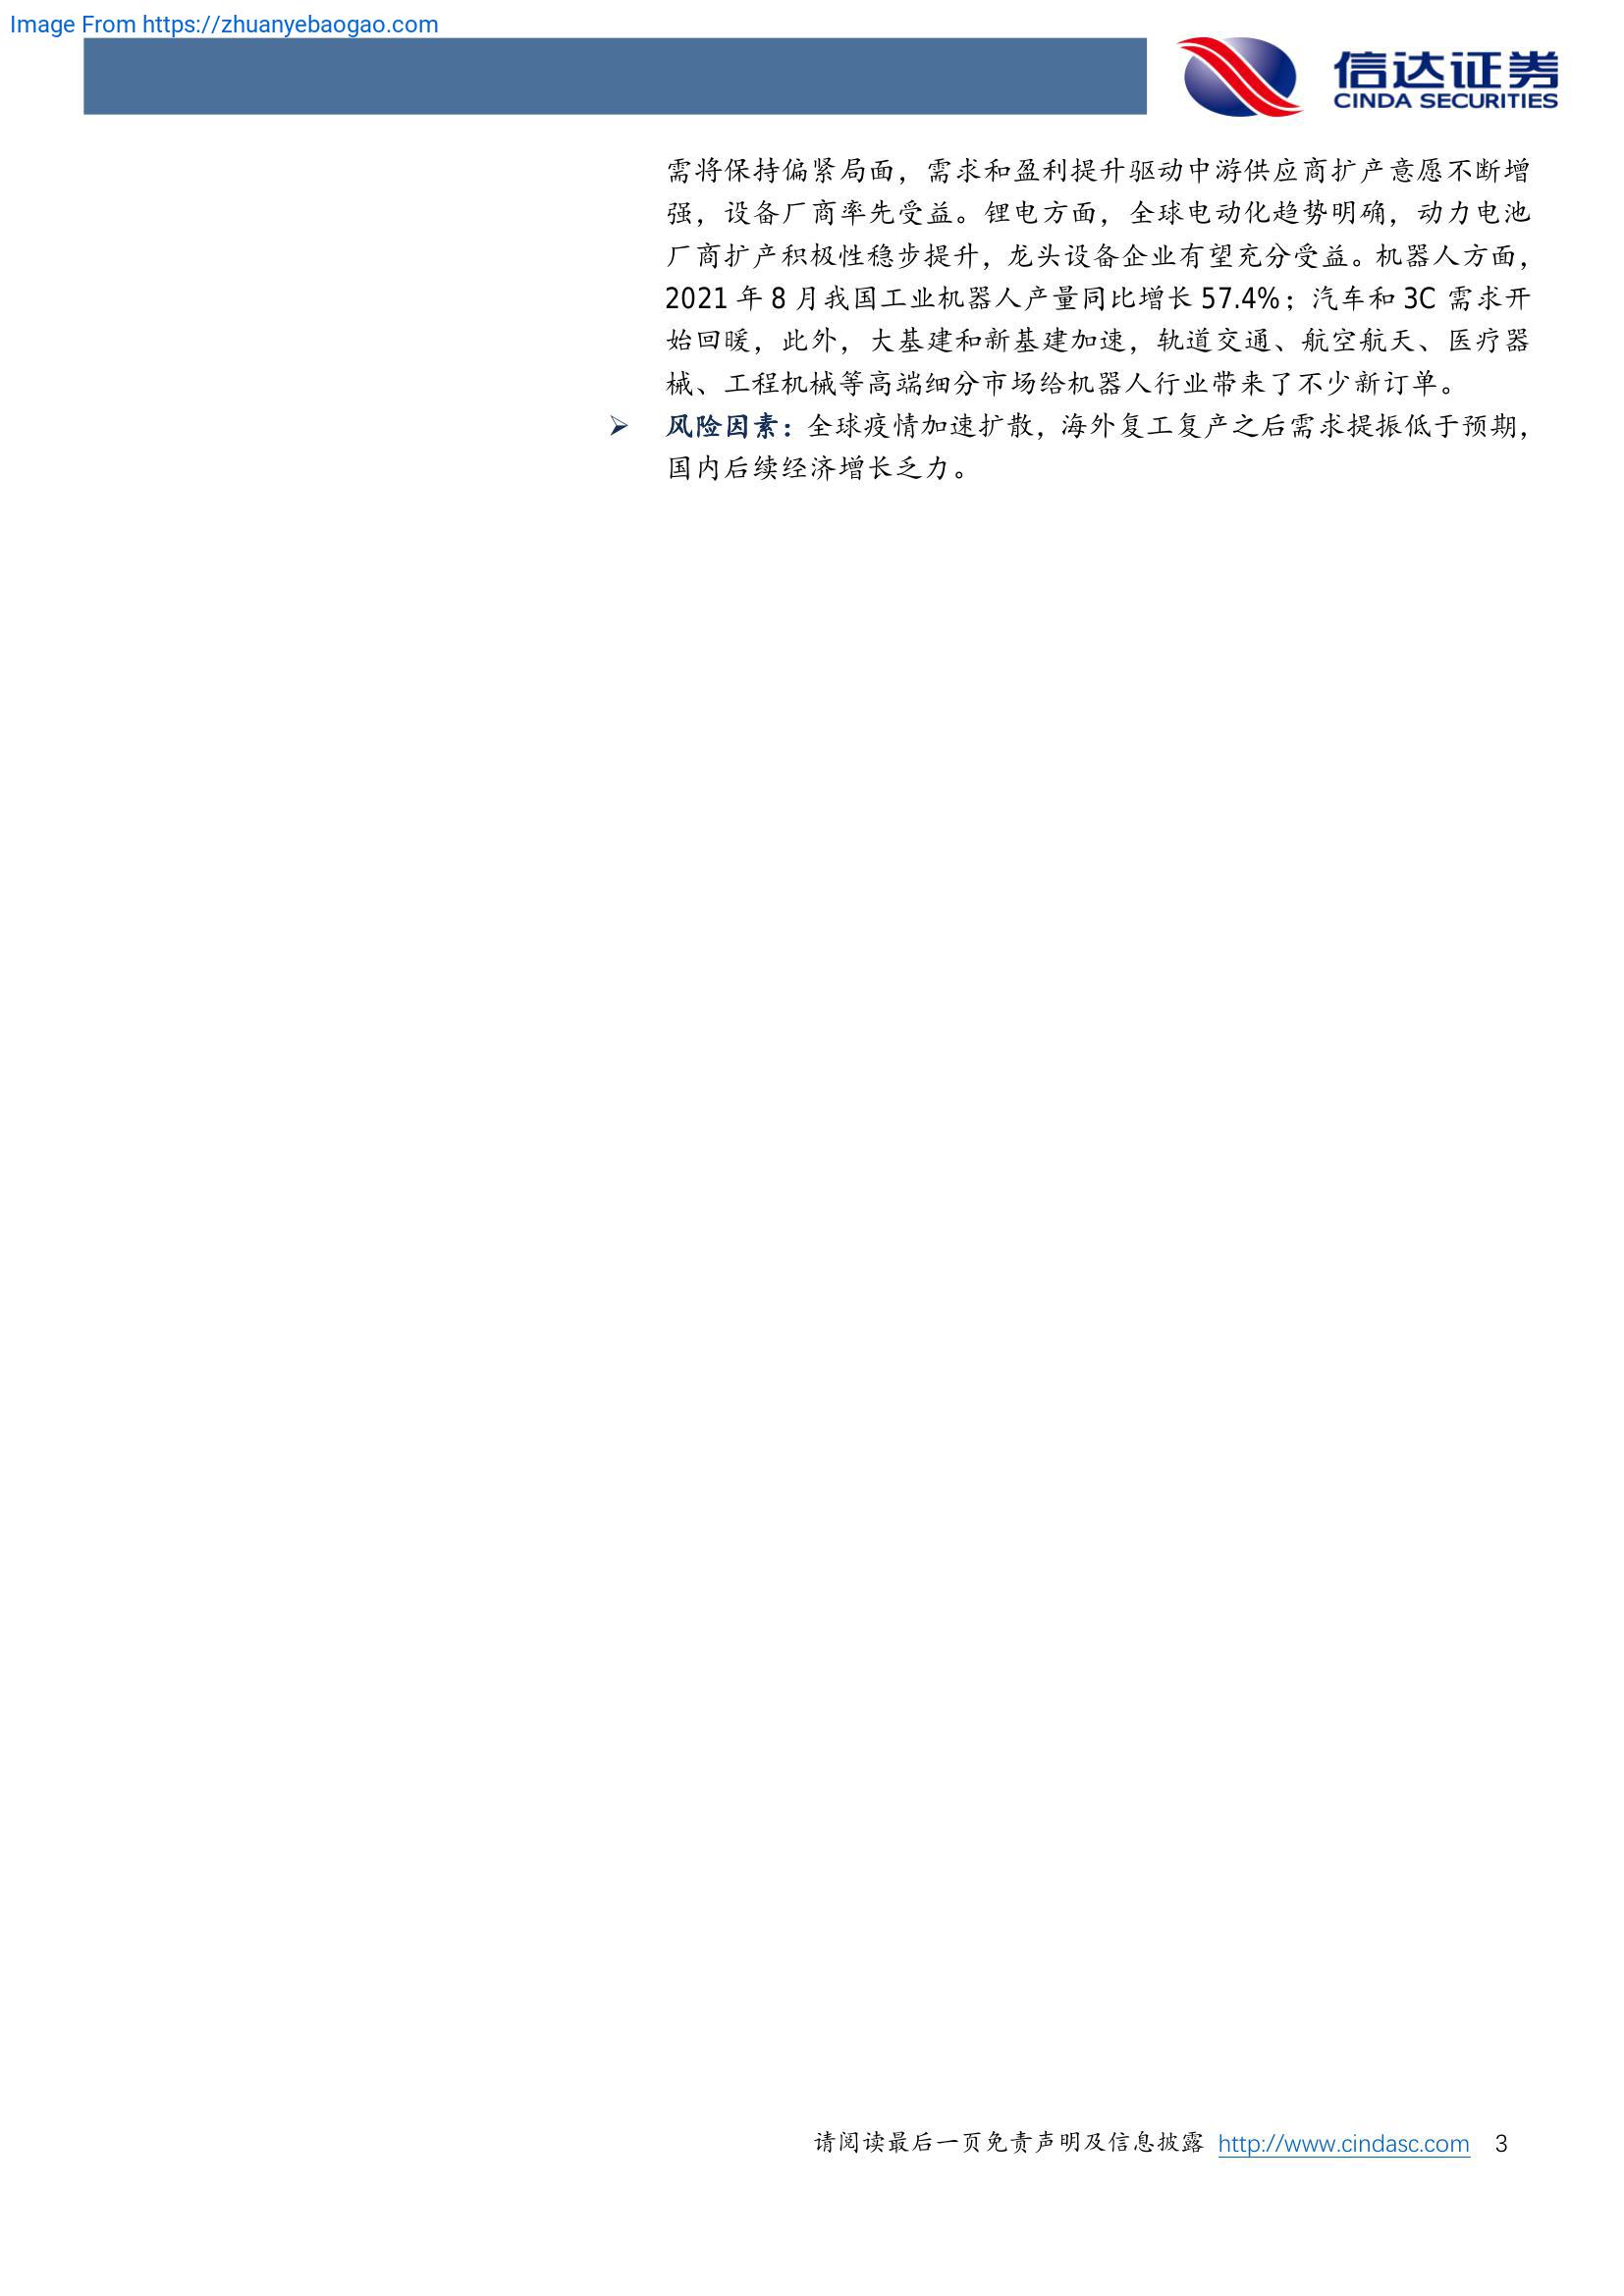 Image From https://zhuanyebaogao.com
信达证券
CINDA SECURITIES
需将保持偏紧局面，需求和盈利提升驱动中游供应商扩产意愿不断增
强，设备厂商率先受益。锂电方面，全球电动化趋势明确，动力电池
厂商扩产积极性稳步提升，龙头设备企业有望充分受益。机器人方面，
2021 年 8 月我国工业机器人产量同比增长 57.4%；汽车和 3C 需求开
始回暖，此外，大基建和新基建加速，轨道交通、航空航天、医疗器
械、工程机械等高端细分市场给机器人行业带来了不少新订单。
➢ 风险因素：全球疫情加速扩散，海外复工复产之后需求提振低于预期，
国内后续经济增长乏力。
请阅读最后一页免责声明及信息披露 http://www.cindasc.com 3